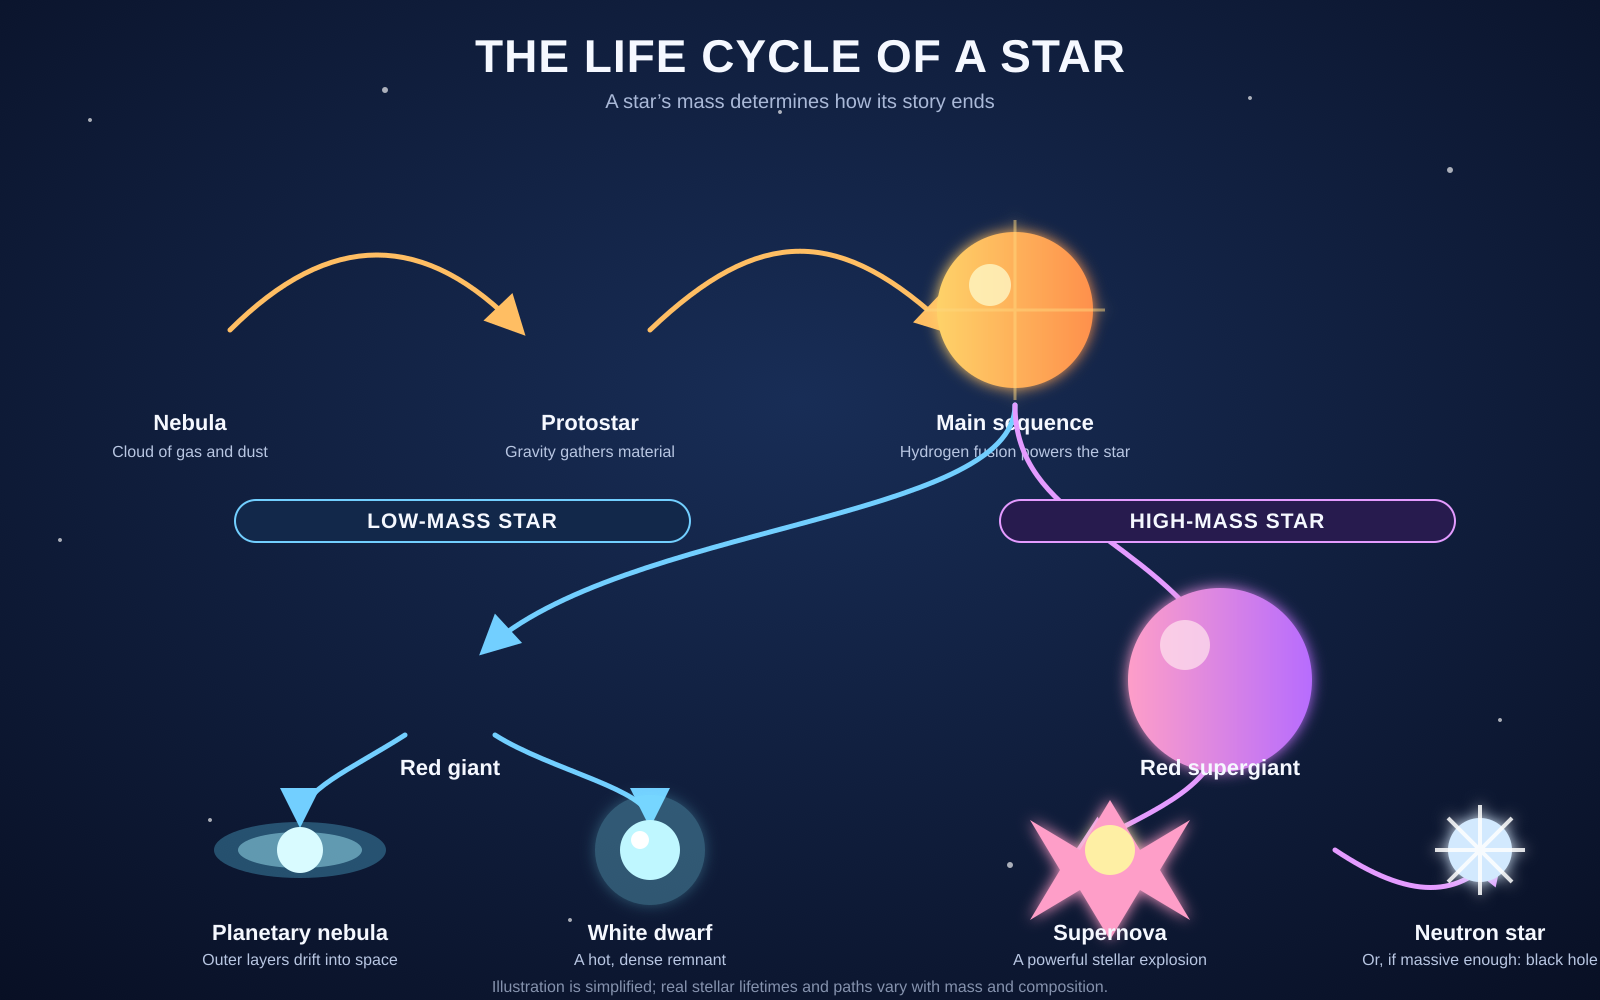 THE LIFE CYCLE OF A STAR
A star’s mass determines how its story ends
Nebula
Cloud of gas and dust
Protostar
Gravity gathers material
Main sequence
Hydrogen fusion powers the star
LOW-MASS STAR
HIGH-MASS STAR
Red giant
Red supergiant
Planetary nebula
Outer layers drift into space
White dwarf
A hot, dense remnant
Supernova
A powerful stellar explosion
Neutron star
Or, if massive enough: black hole
Illustration is simplified; real stellar lifetimes and paths vary with mass and composition.